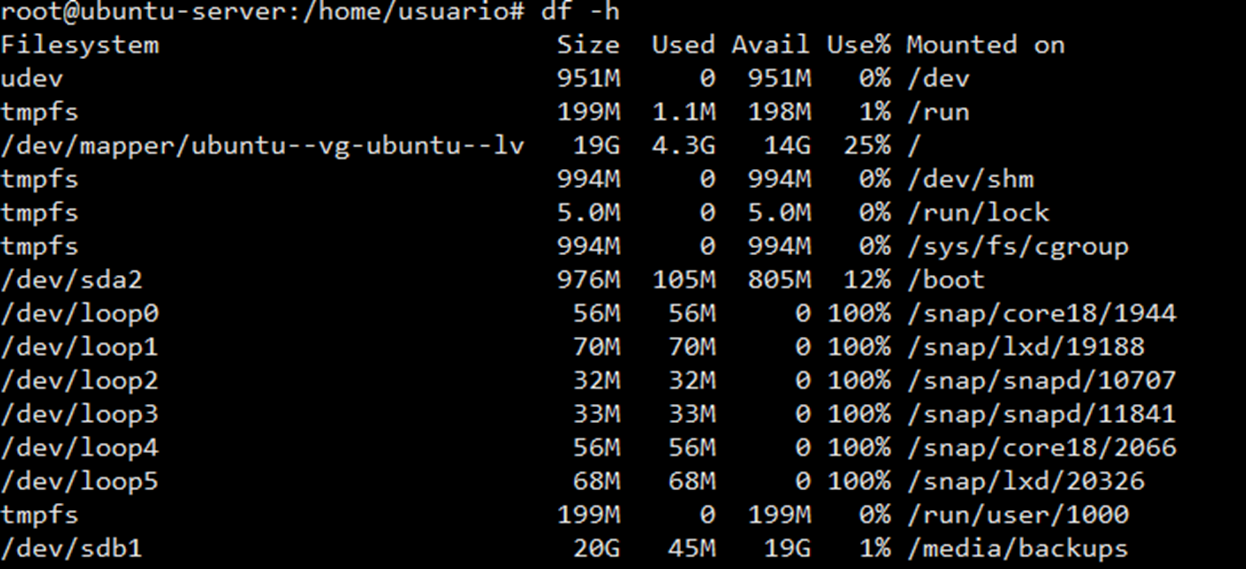 root@ubuntu-server:/home/usuario# df -h
Filesystem                         Size  Used Avail Use% Mounted on
udev                               951M     0  951M   0% /dev
tmpfs                              199M  1.1M  198M   1% /run
/dev/mapper/ubuntu--vg-ubuntu--lv   19G  4.3G   14G  25% /
tmpfs                              994M     0  994M   0% /dev/shm
tmpfs                              5.0M     0  5.0M   0% /run/lock
tmpfs                              994M     0  994M   0% /sys/fs/cgroup
/dev/sda2                          976M  105M  805M  12% /boot
/dev/loop0                          56M   56M     0 100% /snap/core18/1944
/dev/loop1                          70M   70M     0 100% /snap/lxd/19188
/dev/loop2                          32M   32M     0 100% /snap/snapd/10707
/dev/loop3                          33M   33M     0 100% /snap/snapd/11841
/dev/loop4                          56M   56M     0 100% /snap/core18/2066
/dev/loop5                          68M   68M     0 100% /snap/lxd/20326
tmpfs                              199M     0  199M   0% /run/user/1000
/dev/sdb1                           20G   45M   19G   1% /media/backups